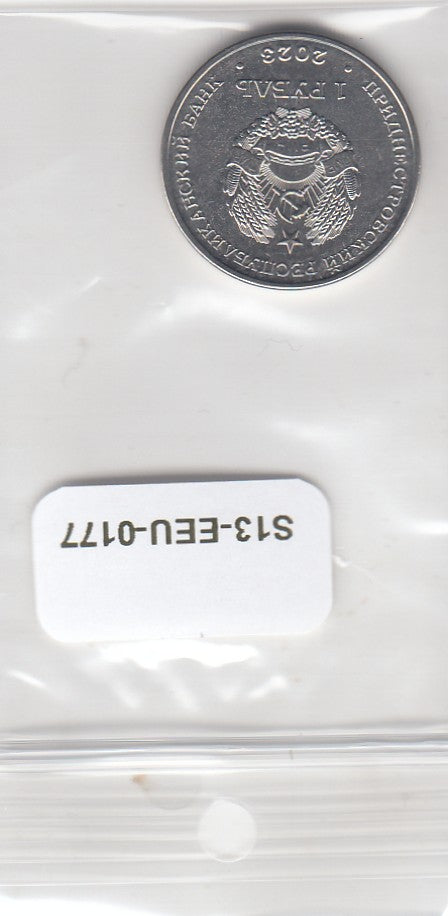 S13-EEU-0177
ПРИДНЕСТРОВСКИЙ РЕСПУБЛИКАНСКИЙ БАНК
1 РУБЛЬ
· 2023 ·